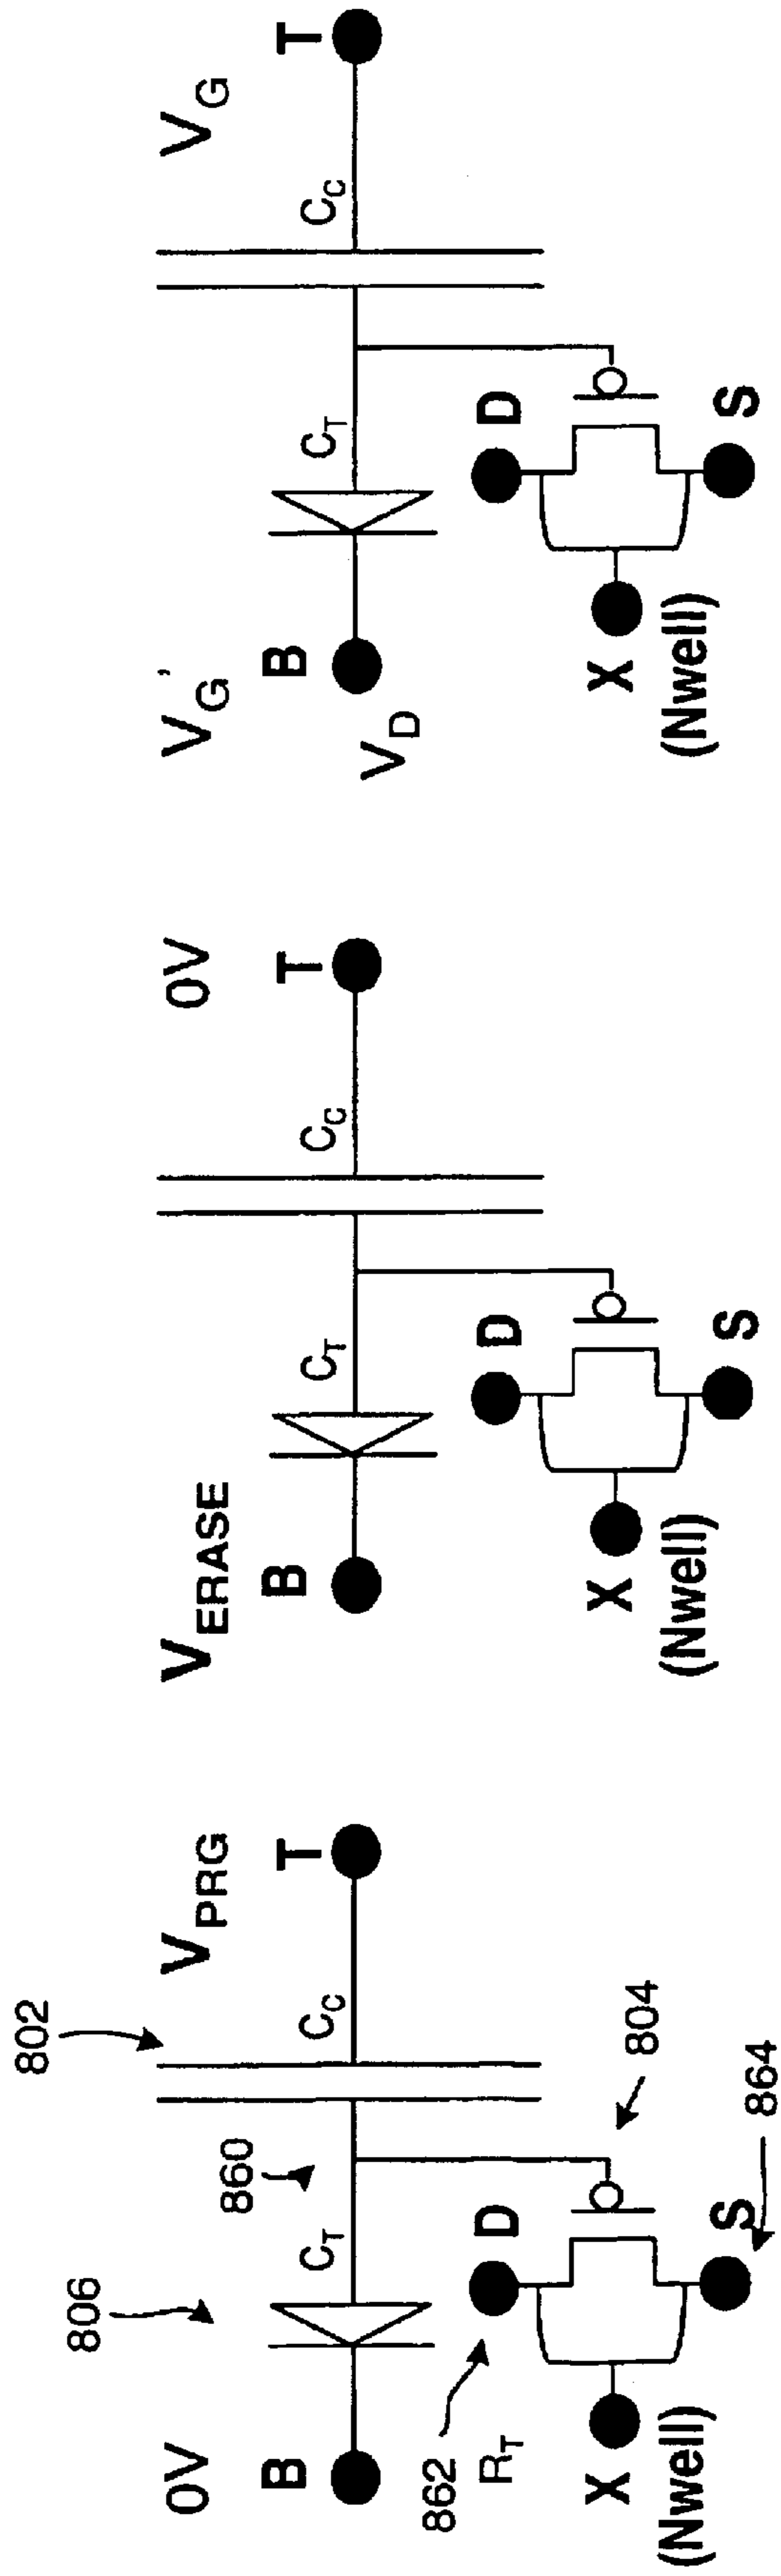 802
806
0V
V_PRG
B
T
860
C_T
C_C
862
R_T
D
804
X
(Nwell)
S
864
V_ERASE
0V
B
T
C_T
C_C
D
X
(Nwell)
S
V_G'
V_G
B
T
V_D
C_T
C_C
D
X
(Nwell)
S